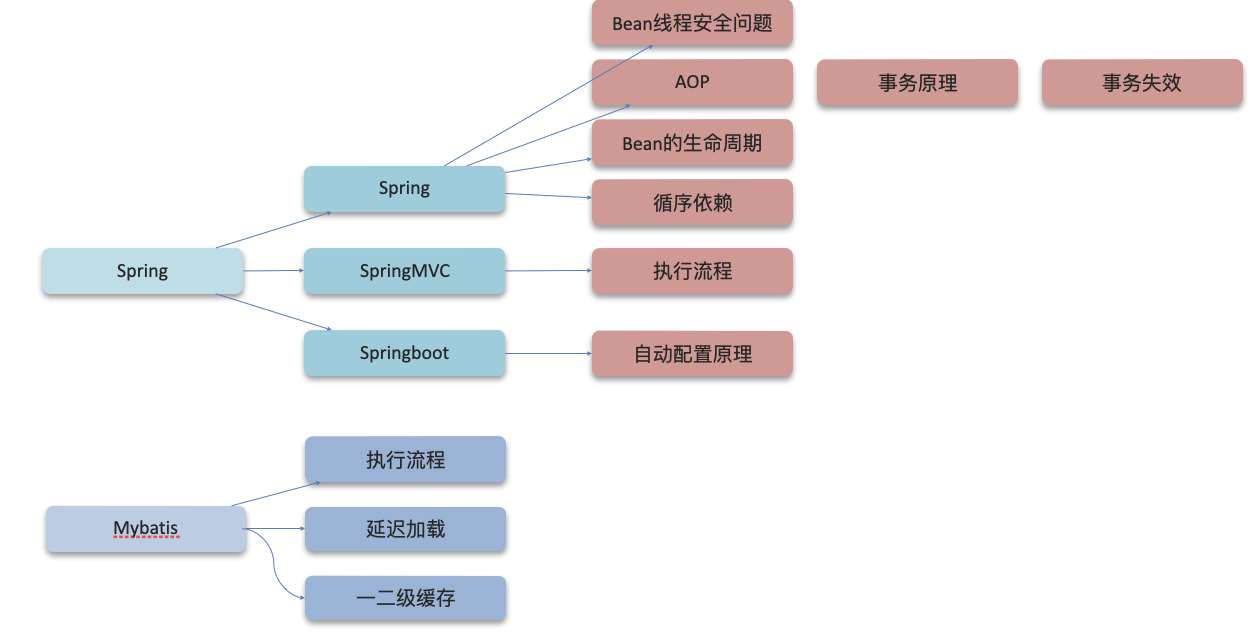 Bean线程安全问题
AOP
事务原理
事务失效
Bean的生命周期
Spring
循序依赖
Spring
SpringMVC
执行流程
Springboot
自动配置原理
执行流程
Mybatis
延迟加载
一二级缓存